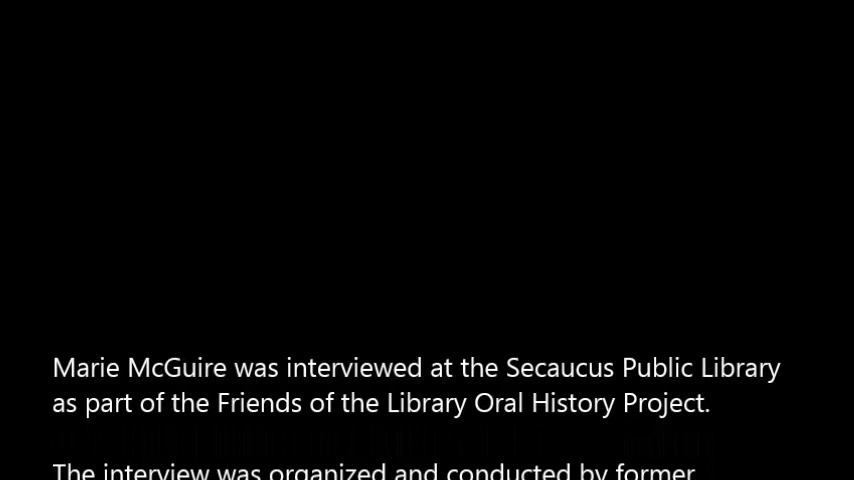 Marie McGuire was interviewed at the Secaucus Public Library
as part of the Friends of the Library Oral History Project.
The interview was organized and conducted by former